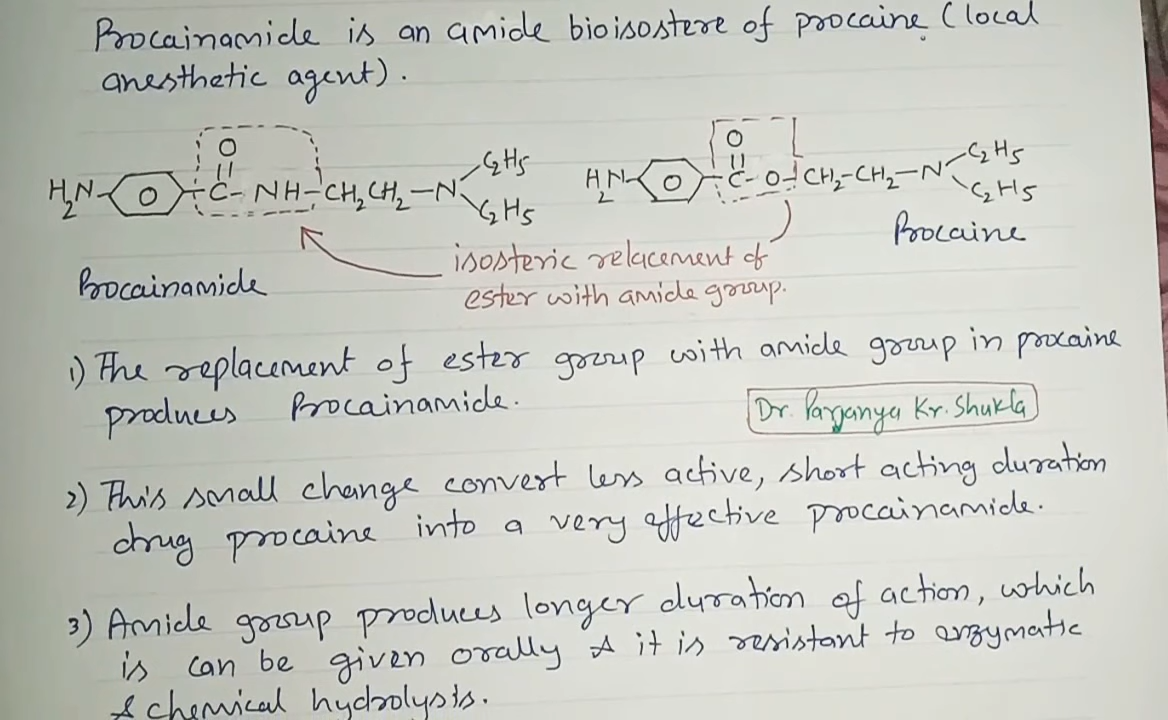 Procainamide is an amide bioisostere of procaine (local
anesthetic agent).
O
H2N- O -C-NH-CH2CH2-N C2H5
C2H5
Procainamide
O
H2N- O -C-O-CH2-CH2-N C2H5
C2H5
Procaine
isosteric relacement of
ester with amide group.
1) The replacement of ester group with amide group in procaine
produces Procainamide.
Dr. Parjanya Kr. Shukla
2) This small change convert less active, short acting duration
drug procaine into a very effective procainamide.
3) Amide group produces longer duration of action, which
is can be given orally & it is resistant to enzymatic
& chemical hydrolysis.